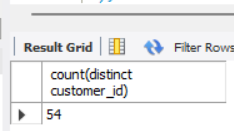 Result Grid
Filter Rows
count(distinct
customer_id)
54